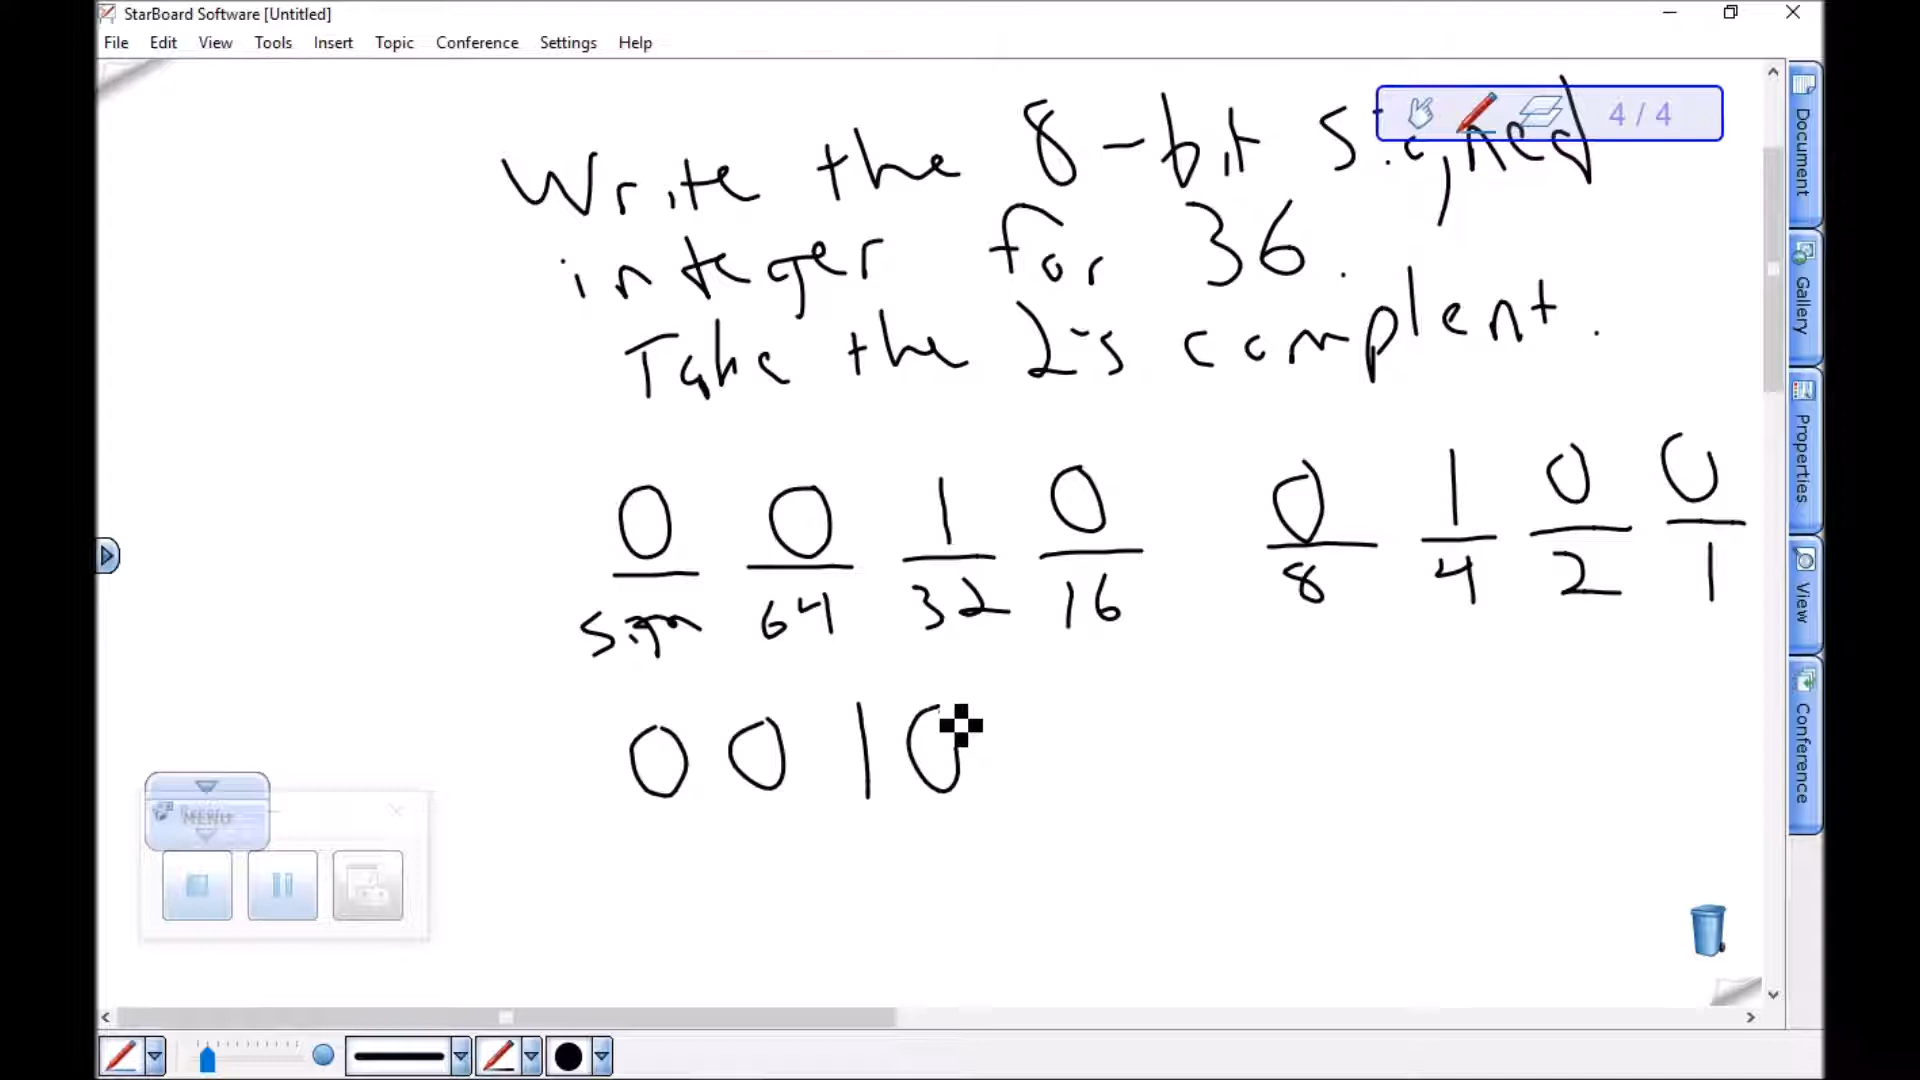 StarBoard Software [Untitled]
File Edit View Tools Insert Topic Conference Settings Help
4 / 4
Write the 8-bit signed
integer for 36.
Take the 2's complent.
0 0 1 0 0 1 0 0
sign 64 32 16 8 4 2 1
0 0 1 0
MENU
Document
Gallery
Properties
View
Conference